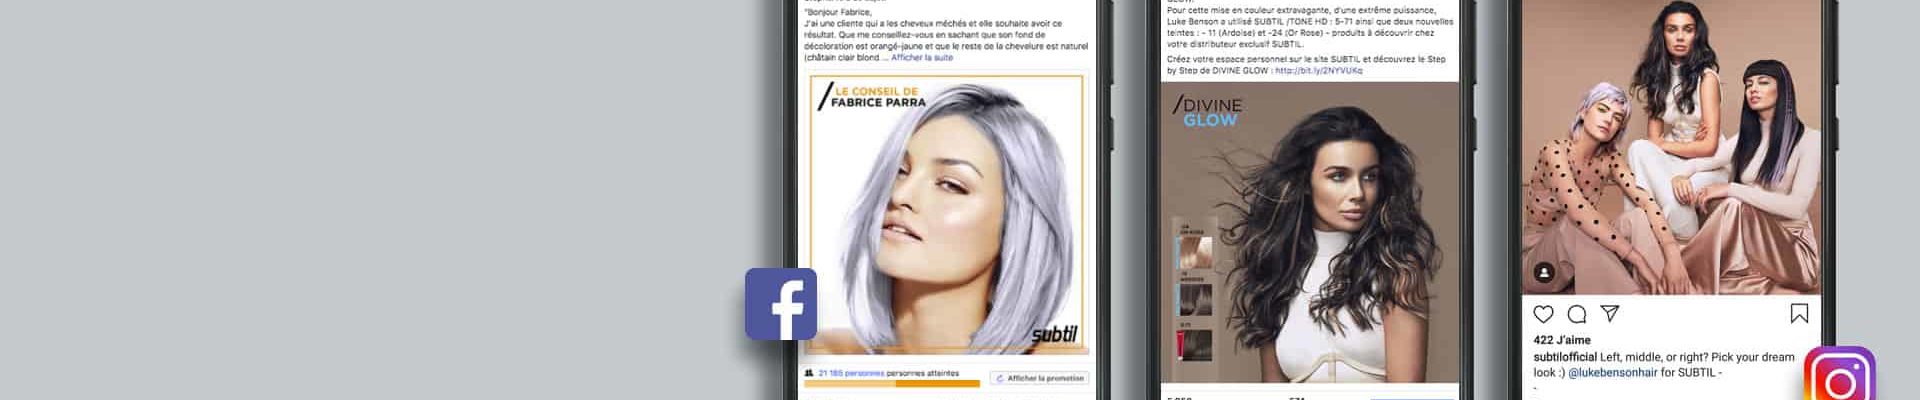 "Bonjour Fabrice,
J'ai une cliente qui a les cheveux méchés et elle souhaite avoir ce
résultat. Que me conseillez-vous en sachant que son fond de
décoloration est orangé-jaune et que le reste de la chevelure est naturel
(châtain clair blond ... Afficher la suite
/LE CONSEIL DE
FABRICE PARRA
subtil
21 185 personnes personnes atteintes
Afficher la promotion
Pour cette mise en couleur extravagante, d'une extrême puissance,
Luke Benson a utilisé SUBTIL /TONE HD : 5-71 ainsi que deux nouvelles
teintes : - 11 (Ardoise) et -24 (Or Rose) - produits à découvrir chez
votre distributeur exclusif SUBTIL.
Créez votre espace personnel sur le site SUBTIL et découvrez le Step
by Step de DIVINE GLOW : http://bit.ly/2NYVUKq
/DIVINE
GLOW
422 J'aime
subtilofficial Left, middle, or right? Pick your dream
look :) @lukebensonhair for SUBTIL -
-